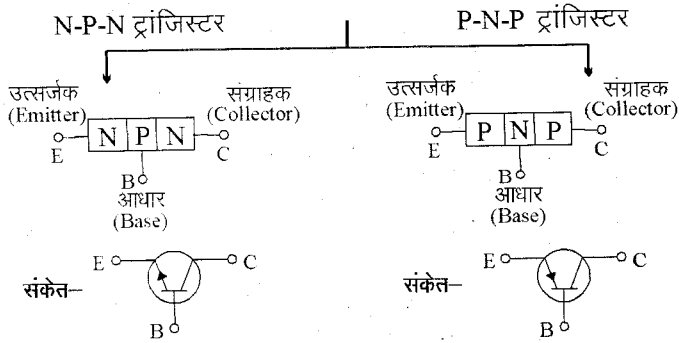 N-P-N ट्रांजिस्टर
P-N-P ट्रांजिस्टर
उत्सर्जक
(Emitter)
संग्राहक
(Collector)
E
N P N
C
B
आधार
(Base)
उत्सर्जक
(Emitter)
संग्राहक
(Collector)
E
P N P
C
B
आधार
(Base)
संकेत–
E
C
B
संकेत–
E
C
B